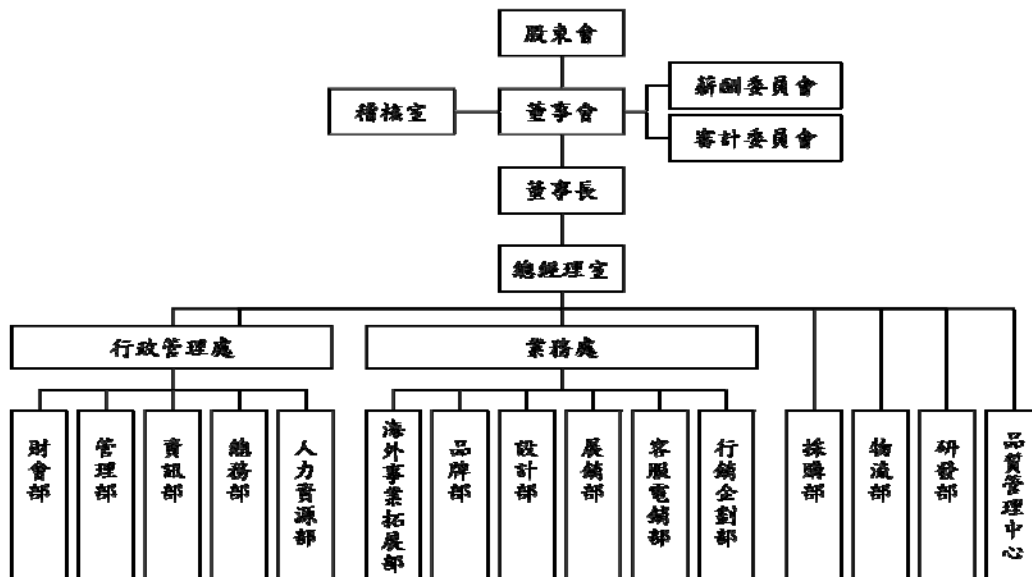 股東會
稽核室
董事會
薪酬委員會
審計委員會
董事長
總經理室
行政管理處
業務處
財會部
管理部
資訊部
總務部
人力資源部
海外事業拓展部
品牌部
設計部
展銷部
客服電銷部
行銷企劃部
採購部
物流部
研發部
品質管理中心